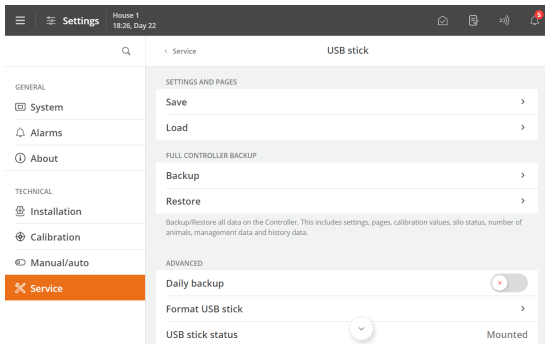 Settings
House 1
18:26, Day 22
5
Service
USB stick
GENERAL
System
Alarms
About
TECHNICAL
Installation
Calibration
Manual/auto
Service
SETTINGS AND PAGES
Save
Load
FULL CONTROLLER BACKUP
Backup
Restore
Backup/Restore all data on the Controller. This includes settings, pages, calibration values, silo status, number of
animals, management data and history data.
ADVANCED
Daily backup
Format USB stick
USB stick status Mounted